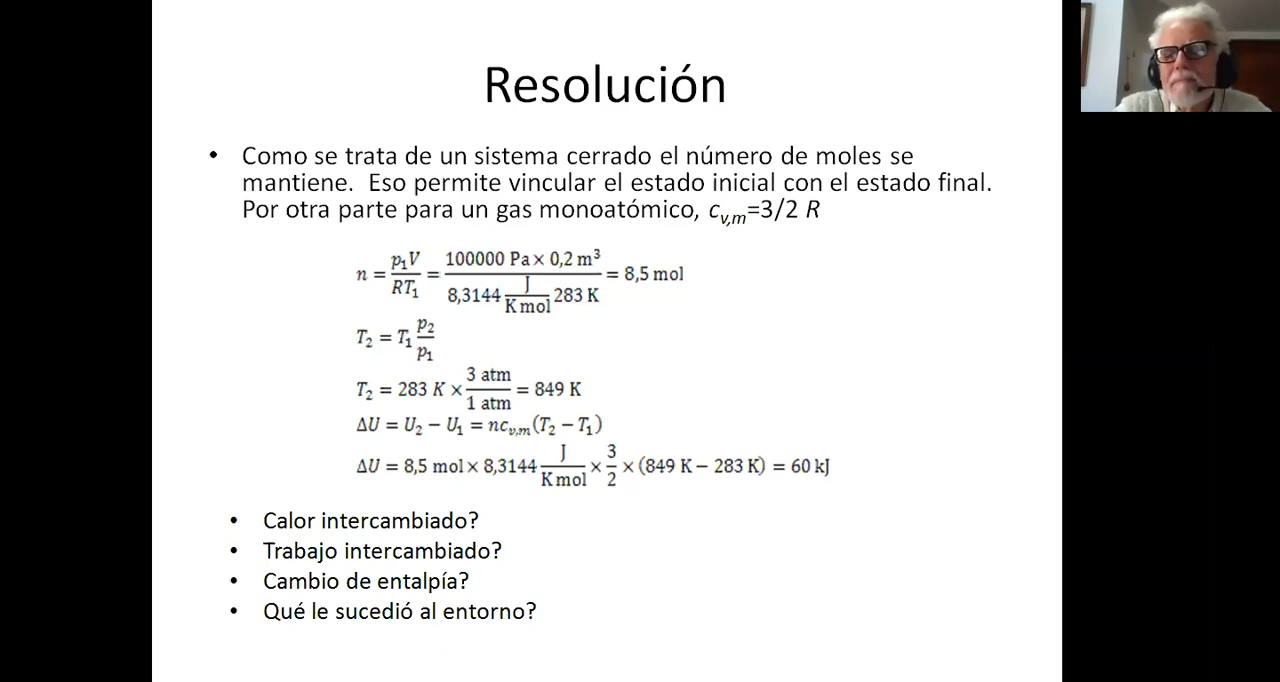 Resolución
• Como se trata de un sistema cerrado el número de moles se
mantiene. Eso permite vincular el estado inicial con el estado final.
Por otra parte para un gas monoatómico, c_{v,m}=3/2 R
n = p₁V / RT₁ = 100000 Pa × 0,2 m³ / 8,3144 J/K mol 283 K = 8,5 mol
T₂ = T₁ p₂/p₁
T₂ = 283 K × 3 atm / 1 atm = 849 K
ΔU = U₂ − U₁ = nc_{v,m}(T₂ − T₁)
ΔU = 8,5 mol × 8,3144 J/K mol × 3/2 × (849 K − 283 K) = 60 kJ
• Calor intercambiado?
• Trabajo intercambiado?
• Cambio de entalpía?
• Qué le sucedió al entorno?